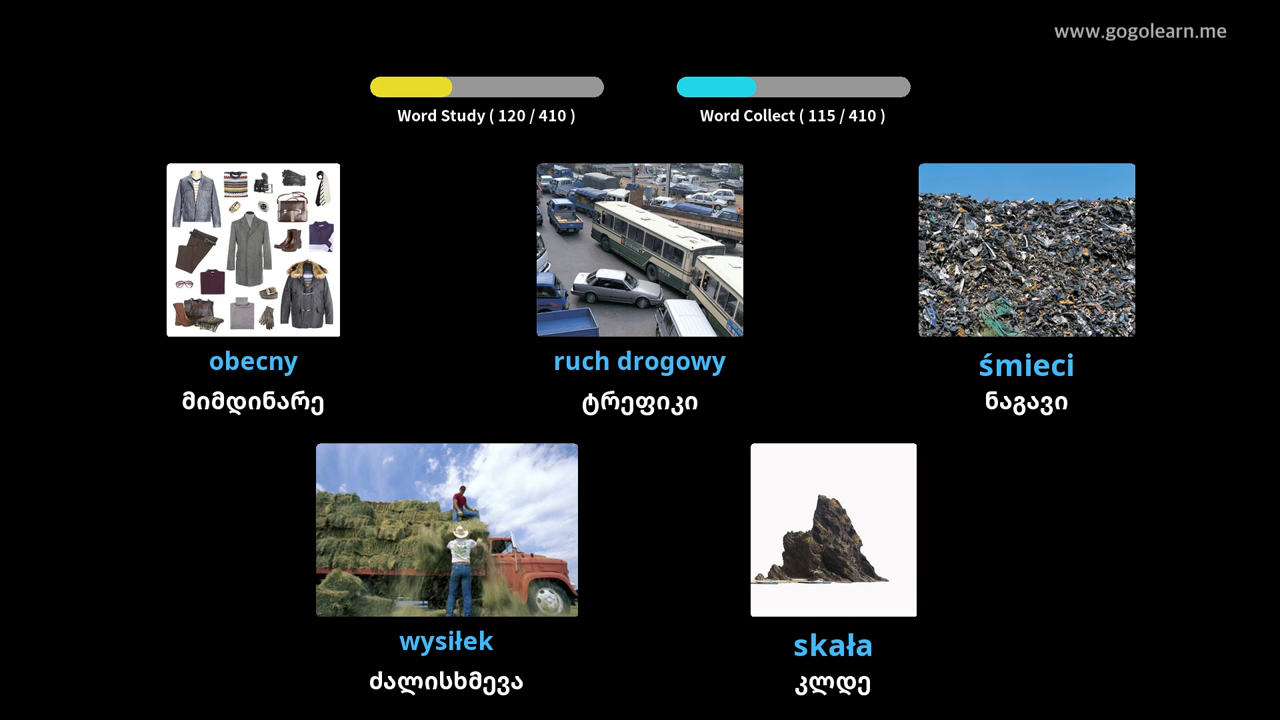 www.gogolearn.me
Word Study ( 120 / 410 )
Word Collect ( 115 / 410 )
obecny
მიმდინარე
ruch drogowy
ტრეფიკი
śmieci
ნაგავი
wysiłek
ძალისხმევა
skała
კლდე